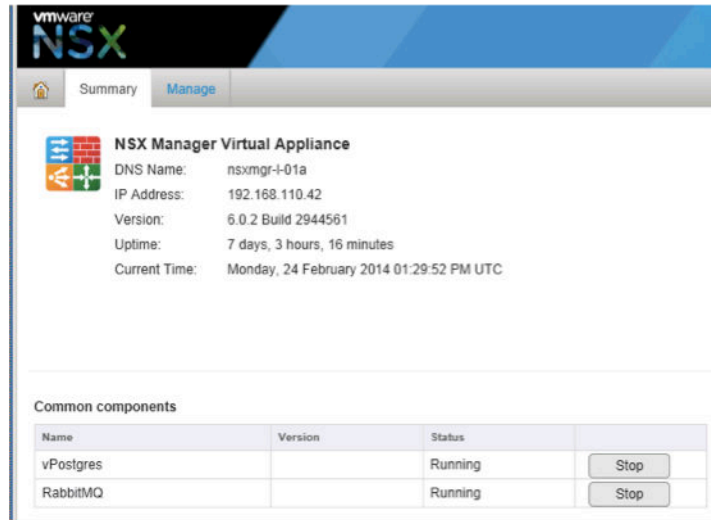 vmware
NSX
Summary Manage
NSX Manager Virtual Appliance
DNS Name: nsxmgr-l-01a
IP Address: 192.168.110.42
Version: 6.0.2 Build 2944561
Uptime: 7 days, 3 hours, 16 minutes
Current Time: Monday, 24 February 2014 01:29:52 PM UTC
Common components
Name Version Status
vPostgres Running Stop
RabbitMQ Running Stop